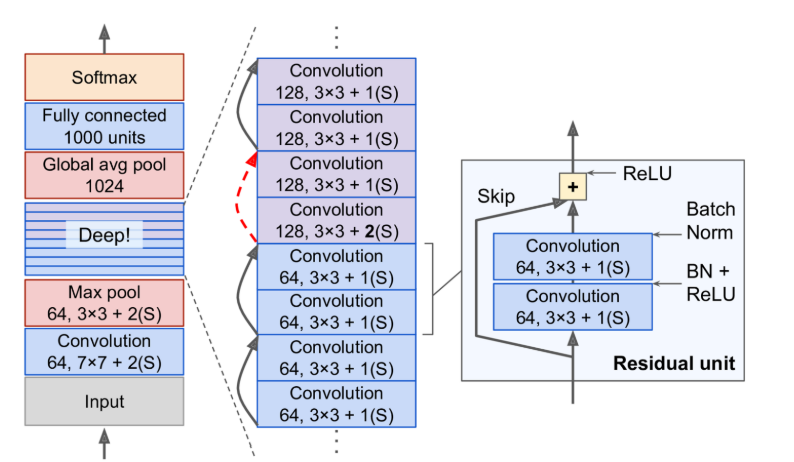 Softmax
Fully connected
1000 units
Global avg pool
1024
Deep!
Max pool
64, 3×3 + 2(S)
Convolution
64, 7×7 + 2(S)
Input
Convolution
128, 3×3 + 1(S)
Convolution
128, 3×3 + 1(S)
Convolution
128, 3×3 + 1(S)
Convolution
128, 3×3 + 2(S)
Convolution
64, 3×3 + 1(S)
Convolution
64, 3×3 + 1(S)
Convolution
64, 3×3 + 1(S)
Convolution
64, 3×3 + 1(S)
+
ReLU
Skip
Batch
Norm
Convolution
64, 3×3 + 1(S)
BN +
ReLU
Convolution
64, 3×3 + 1(S)
Residual unit